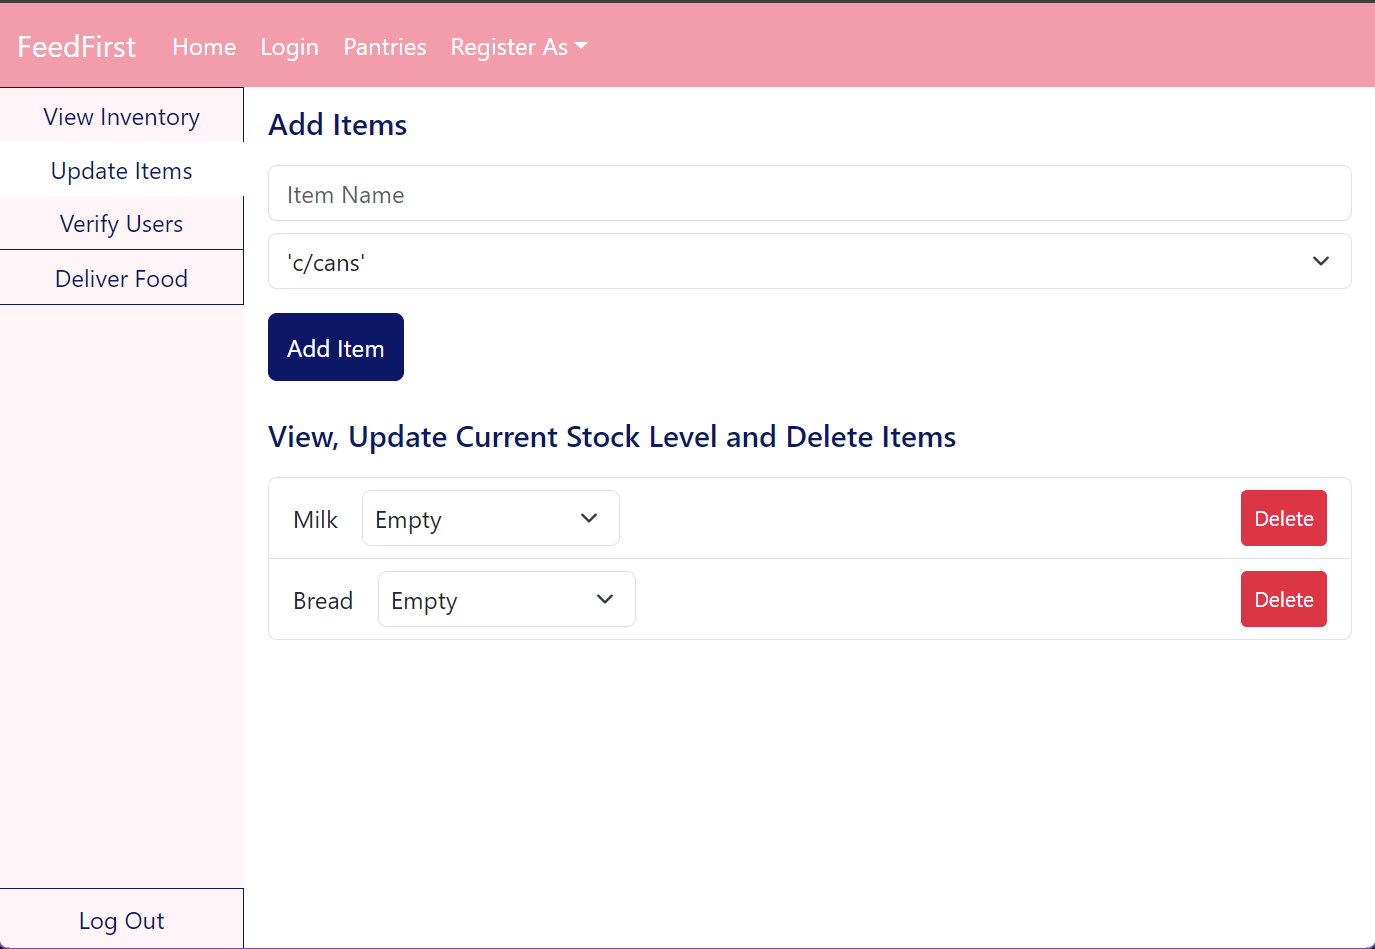 FeedFirst Home Login Pantries Register As
View Inventory
Update Items
Verify Users
Deliver Food
Log Out
Add Items
Item Name
'c/cans'
Add Item
View, Update Current Stock Level and Delete Items
Milk Empty Delete
Bread Empty Delete